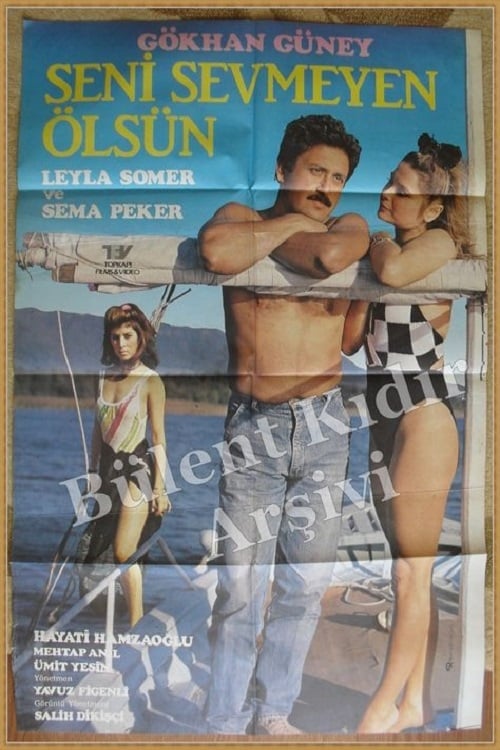 GÖKHAN GÜNEY
SENİ SEVMEYEN
ÖLSÜN
LEYLA SOMER
ve
SEMA PEKER
TOPKAPI
FILMS&VIDEO
Bülent Kıdır
Arşivi
HAYATİ HAMZAOĞLU
MEHTAP ANIL
ÜMİT YESİN
Yönetmen
YAVUZ FİGENLİ
Görüntü Yönetmeni
SALİH DİKİŞÇİ